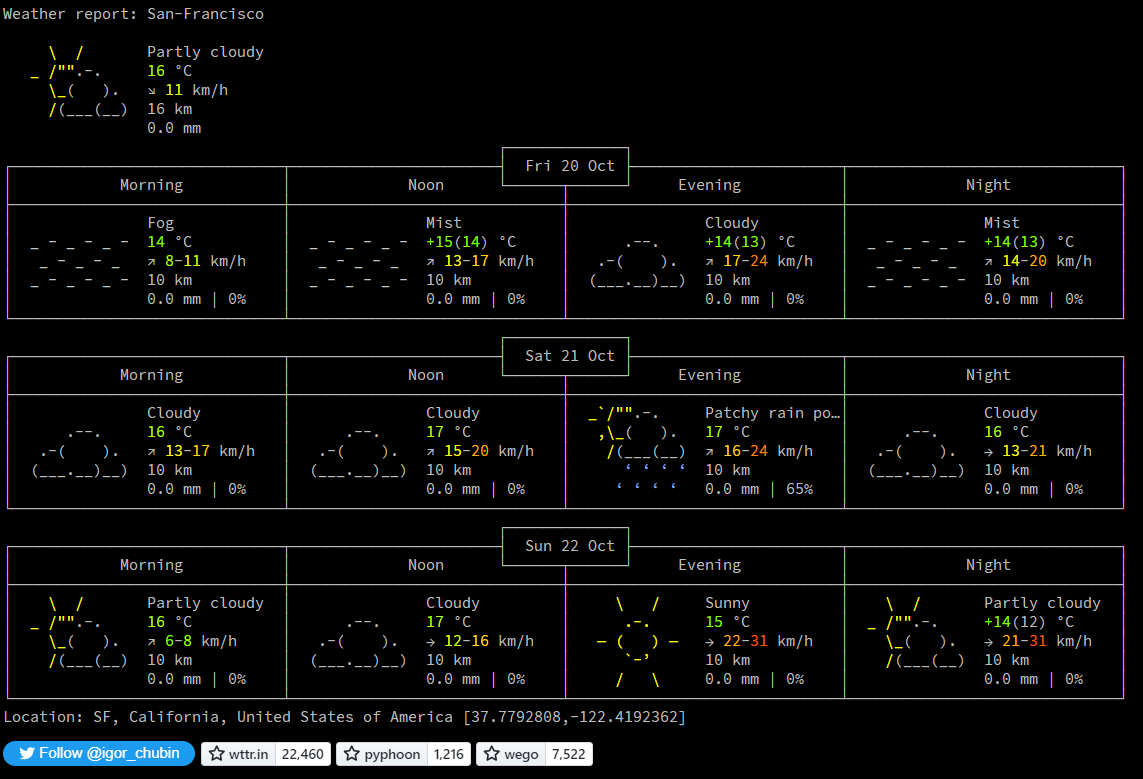 Weather report: San-Francisco
Partly cloudy
16 °C
↘ 11 km/h
16 km
0.0 mm
Fri 20 Oct
Morning Noon Evening Night
Fog Mist Cloudy Mist
14 °C +15(14) °C +14(13) °C +14(13) °C
↗ 8-11 km/h ↗ 13-17 km/h ↗ 17-24 km/h ↗ 14-20 km/h
10 km 10 km 10 km 10 km
0.0 mm | 0% 0.0 mm | 0% 0.0 mm | 0% 0.0 mm | 0%
Sat 21 Oct
Morning Noon Evening Night
Cloudy Cloudy Patchy rain po… Cloudy
16 °C 17 °C 17 °C 16 °C
↗ 13-17 km/h ↗ 15-20 km/h ↗ 16-24 km/h → 13-21 km/h
10 km 10 km 10 km 10 km
0.0 mm | 0% 0.0 mm | 0% 0.0 mm | 65% 0.0 mm | 0%
Sun 22 Oct
Morning Noon Evening Night
Partly cloudy Cloudy Sunny Partly cloudy
16 °C 17 °C 15 °C +14(12) °C
↗ 6-8 km/h → 12-16 km/h → 22-31 km/h → 21-31 km/h
10 km 10 km 10 km 10 km
0.0 mm | 0% 0.0 mm | 0% 0.0 mm | 0% 0.0 mm | 0%
Location: SF, California, United States of America [37.7792808,-122.4192362]
Follow @igor_chubin wttr.in 22,460 pyphoon 1,216 wego 7,522